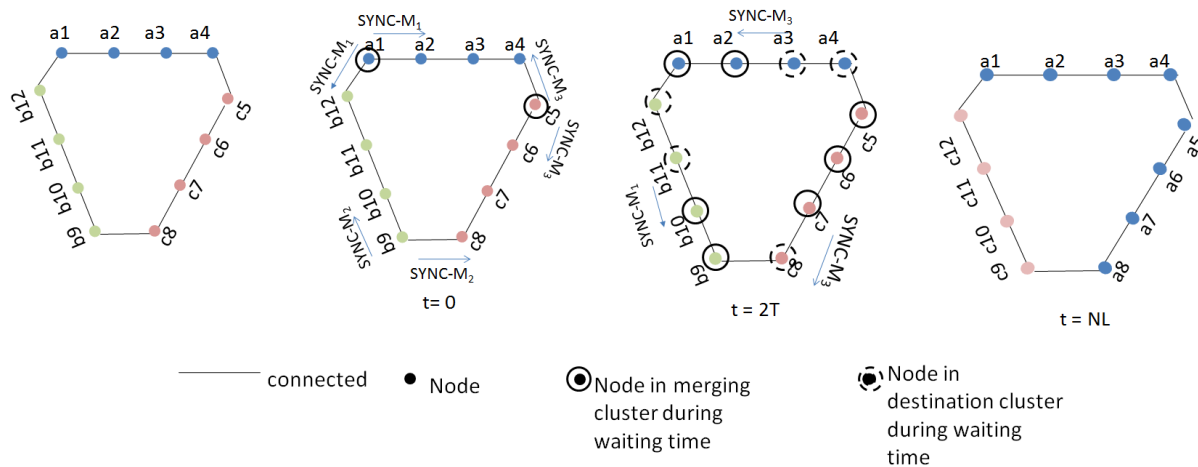 a1 a2 a3 a4
b12
b11
b10
b9
c5
c6
c7
c8
SYNC-M1
SYNC-M1
a1 a2 a3 a4
SYNC-M3
b12
b11
b10
b9
c5
c6
c7
c8
SYNC-M3
SYNC-M2
SYNC-M2
t= 0
SYNC-M3
a1 a2 a3 a4
b12
b11
b10
b9
c5
c6
c7
c8
SYNC-M1
SYNC-M3
t = 2T
a1 a2 a3 a4
c12
c11
c10
c9
a5
a6
a7
a8
t = NL
connected
Node
Node in merging
cluster during
waiting time
Node in
destination cluster
during waiting
time